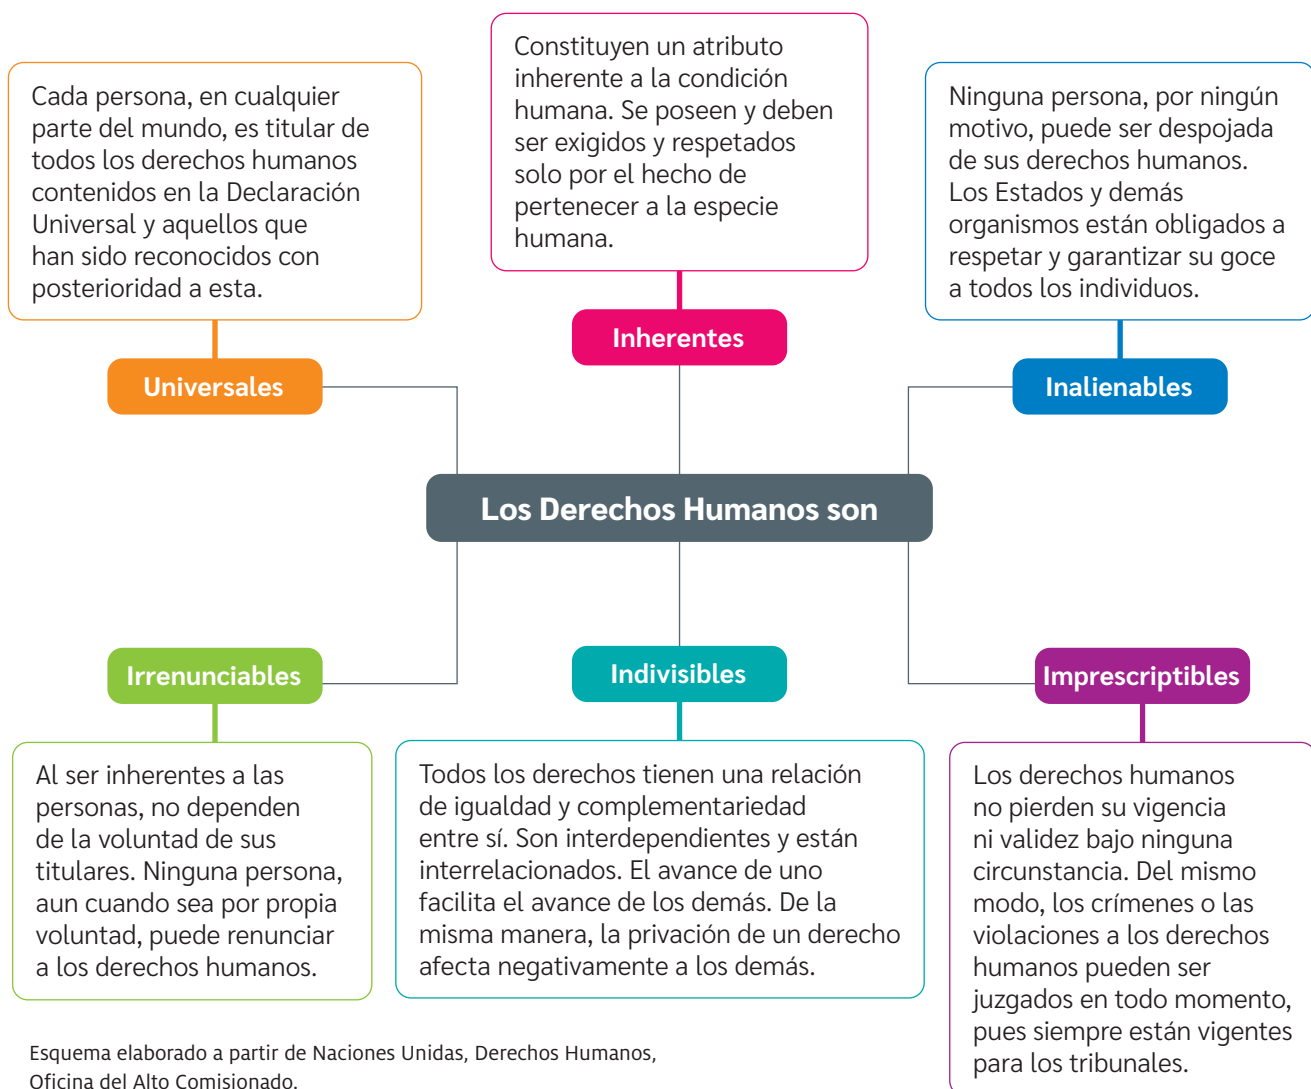 Cada persona, en cualquier
parte del mundo, es titular de
todos los derechos humanos
contenidos en la Declaración
Universal y aquellos que
han sido reconocidos con
posterioridad a esta.
Universales
Constituyen un atributo
inherente a la condición
humana. Se poseen y deben
ser exigidos y respetados
solo por el hecho de
pertenecer a la especie
humana.
Inherentes
Ninguna persona, por ningún
motivo, puede ser despojada
de sus derechos humanos.
Los Estados y demás
organismos están obligados a
respetar y garantizar su goce
a todos los individuos.
Inalienables
Los Derechos Humanos son
Irrenunciables
Al ser inherentes a las
personas, no dependen
de la voluntad de sus
titulares. Ninguna persona,
aun cuando sea por propia
voluntad, puede renunciar
a los derechos humanos.
Indivisibles
Todos los derechos tienen una relación
de igualdad y complementariedad
entre sí. Son interdependientes y están
interrelacionados. El avance de uno
facilita el avance de los demás. De la
misma manera, la privación de un derecho
afecta negativamente a los demás.
Imprescriptibles
Los derechos humanos
no pierden su vigencia
ni validez bajo ninguna
circunstancia. Del mismo
modo, los crímenes o las
violaciones a los derechos
humanos pueden ser
juzgados en todo momento,
pues siempre están vigentes
para los tribunales.
Esquema elaborado a partir de Naciones Unidas, Derechos Humanos,
Oficina del Alto Comisionado.